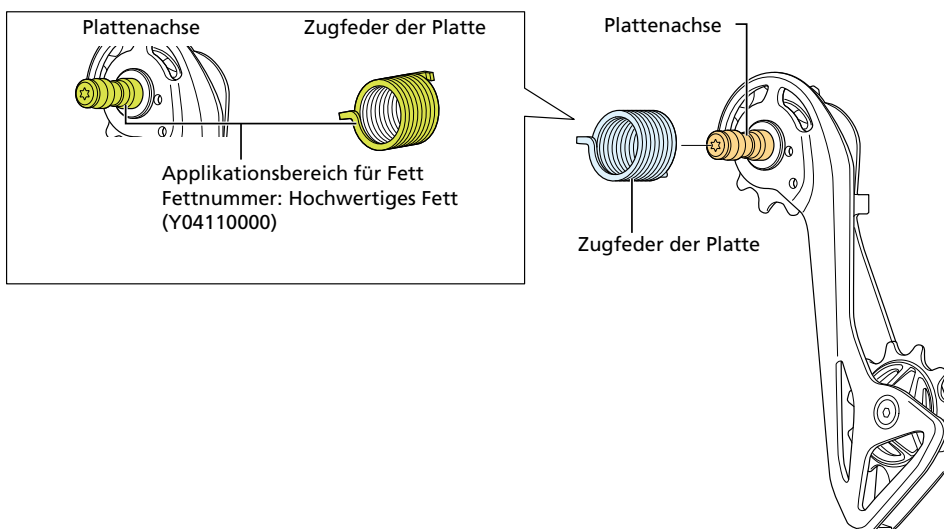 Plattenachse
Zugfeder der Platte
Applikationsbereich für Fett
Fettnummer: Hochwertiges Fett
(Y04110000)
Plattenachse
Zugfeder der Platte